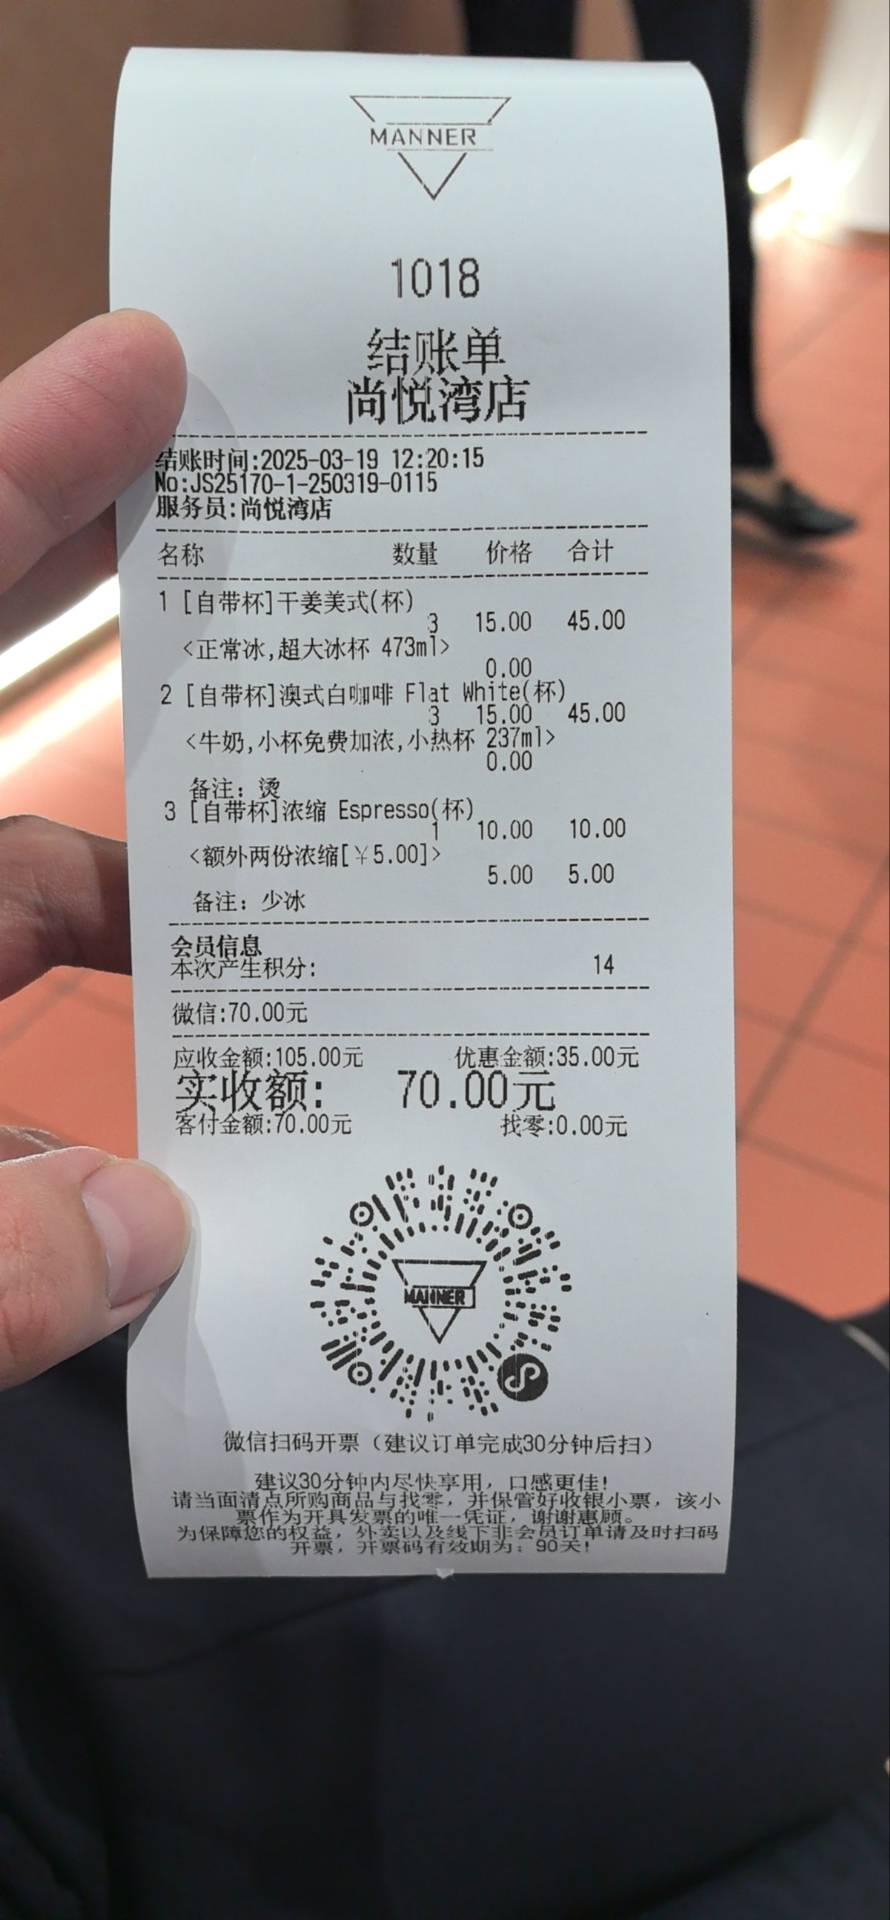 MANNER
1018
结账单
尚悦湾店
结账时间:2025-03-19 12:20:15
No:JS25170-1-250319-0115
服务员:尚悦湾店
名称 数量 价格 合计
1 [自带杯]干姜美式(杯)
3 15.00 45.00
<正常冰,超大冰杯 473ml>
0.00
2 [自带杯]澳式白咖啡 Flat White(杯)
3 15.00 45.00
<牛奶,小杯免费加浓,小热杯 237ml>
0.00
备注: 烫
3 [自带杯]浓缩 Espresso(杯)
1 10.00 10.00
<额外两份浓缩[￥5.00]>
5.00 5.00
备注: 少冰
会员信息
本次产生积分: 14
微信:70.00元
应收金额:105.00元 优惠金额:35.00元
实收额: 70.00元
客付金额:70.00元 找零:0.00元
MANNER
微信扫码开票（建议订单完成30分钟后扫）
建议30分钟内尽快享用，口感更佳!
请当面清点所购商品与找零，并保管好收银小票，该小
票作为开具发票的唯一凭证，谢谢惠顾。
为保障您的权益，外卖以及线下非会员订单请及时扫码
开票，开票码有效期为：90天!